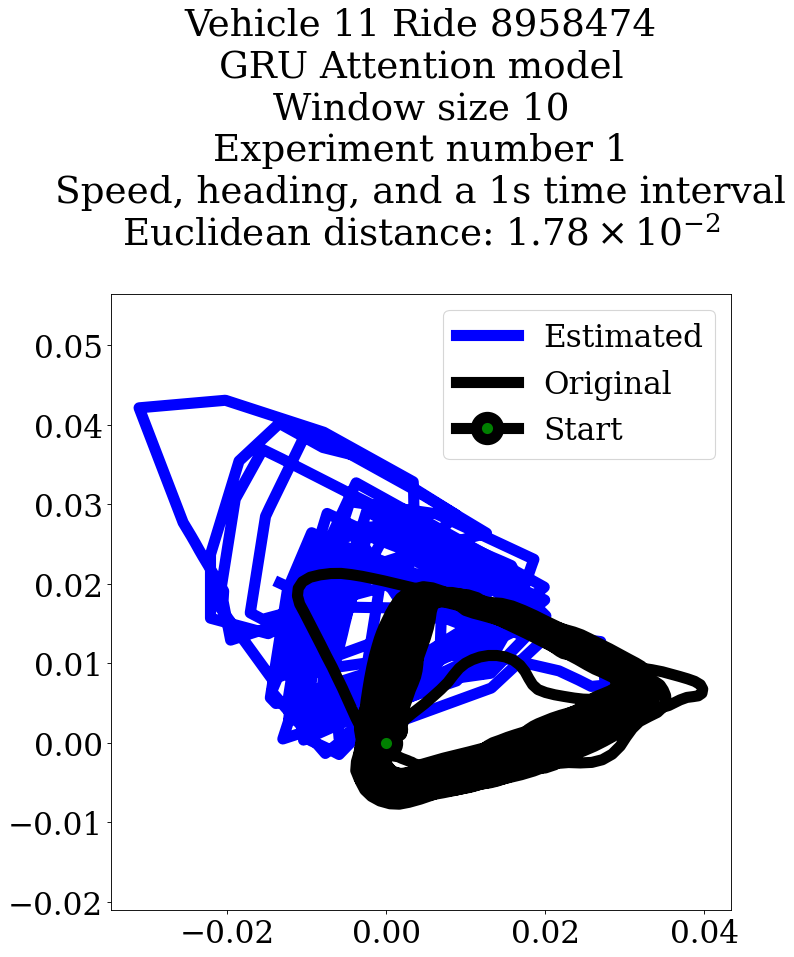 Vehicle 11 Ride 8958474
GRU Attention model
Window size 10
Experiment number 1
Speed, heading, and a 1s time interval
Euclidean distance: 1.78 × 10⁻²
Estimated
Original
Start
0.05
0.04
0.03
0.02
0.01
0.00
−0.01
−0.02
−0.02 0.00 0.02 0.04